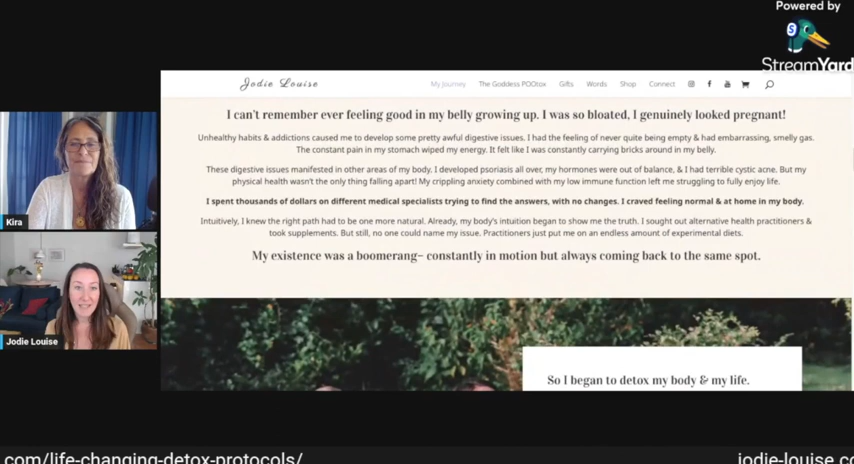 Powered by
StreamYard
Jodie Louise
My Journey The Goddess POOtox Gifts Words Shop Connect
I can't remember ever feeling good in my belly growing up. I was so bloated, I genuinely looked pregnant!
Unhealthy habits & addictions caused me to develop some pretty awful digestive issues. I had the feeling of never quite being empty & had embarrassing, smelly gas.
The constant pain in my stomach wiped my energy. It felt like I was constantly carrying bricks around in my belly.
These digestive issues manifested in other areas of my body. I developed psoriasis all over, my hormones were out of balance, & I had terrible cystic acne. But my
physical health wasn't the only thing falling apart! My crippling anxiety combined with my low immune function left me struggling to fully enjoy life.
I spent thousands of dollars on different medical specialists trying to find the answers, with no changes. I craved feeling normal & at home in my body.
Intuitively, I knew the right path had to be one more natural. Already, my body's intuition began to show me the truth. I sought out alternative health practitioners &
took supplements. But still, no one could name my issue. Practitioners just put me on an endless amount of experimental diets.
My existence was a boomerang– constantly in motion but always coming back to the same spot.
So I began to detox my body & my life.
Kira
Jodie Louise
com/life-changing-detox-protocols/
jodie-louise.co